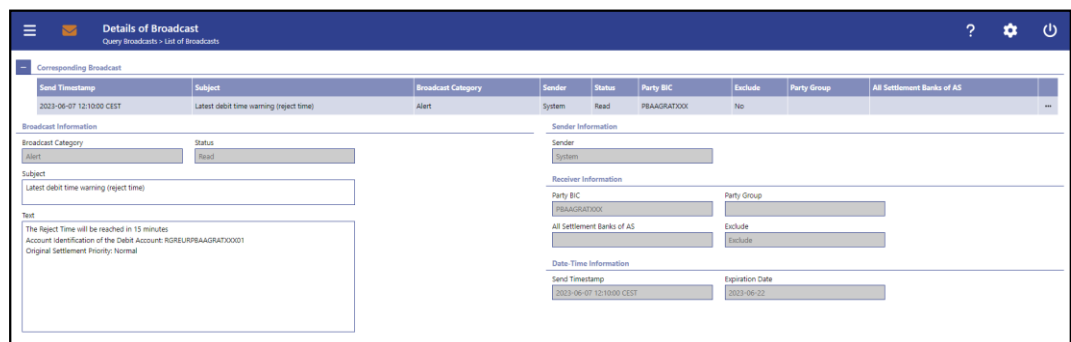 Details of Broadcast
Query Broadcasts > List of Broadcasts
?
Corresponding Broadcast
Send Timestamp Subject Broadcast Category Sender Status Party BIC Exclude Party Group All Settlement Banks of AS
2023-06-07 12:10:00 CEST Latest debit time warning (reject time) Alert System Read PBAAGRATXXX No ...
Broadcast Information
Broadcast Category Status
Alert Read
Subject
Latest debit time warning (reject time)
Text
The Reject Time will be reached in 15 minutes
Account Identification of the Debit Account: RGREURPBAAGRATXXX01
Original Settlement Priority: Normal
Sender Information
Sender
System
Receiver Information
Party BIC Party Group
PBAAGRATXXX
All Settlement Banks of AS Exclude
Exclude
Date-Time Information
Send Timestamp Expiration Date
2023-06-07 12:10:00 CEST 2023-06-22